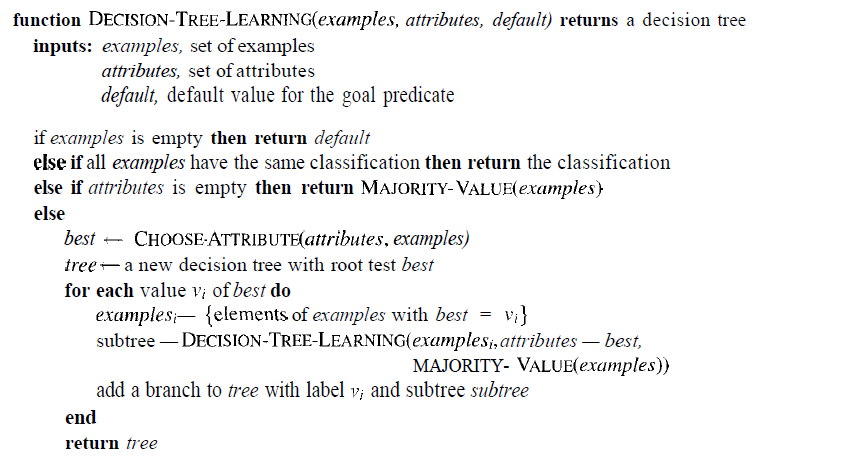 function DECISION-TREE-LEARNING(examples, attributes, default) returns a decision tree
inputs: examples, set of examples
attributes, set of attributes
default, default value for the goal predicate
if examples is empty then return default
else if all examples have the same classification then return the classification
else if attributes is empty then return MAJORITY-VALUE(examples)
else
best ← CHOOSE-ATTRIBUTE(attributes, examples)
tree ← a new decision tree with root test best
for each value vi of best do
examplesi — {elements of examples with best = vi}
subtree — DECISION-TREE-LEARNING(examplesi, attributes — best,
MAJORITY- VALUE(examples))
add a branch to tree with label vi and subtree subtree
end
return tree